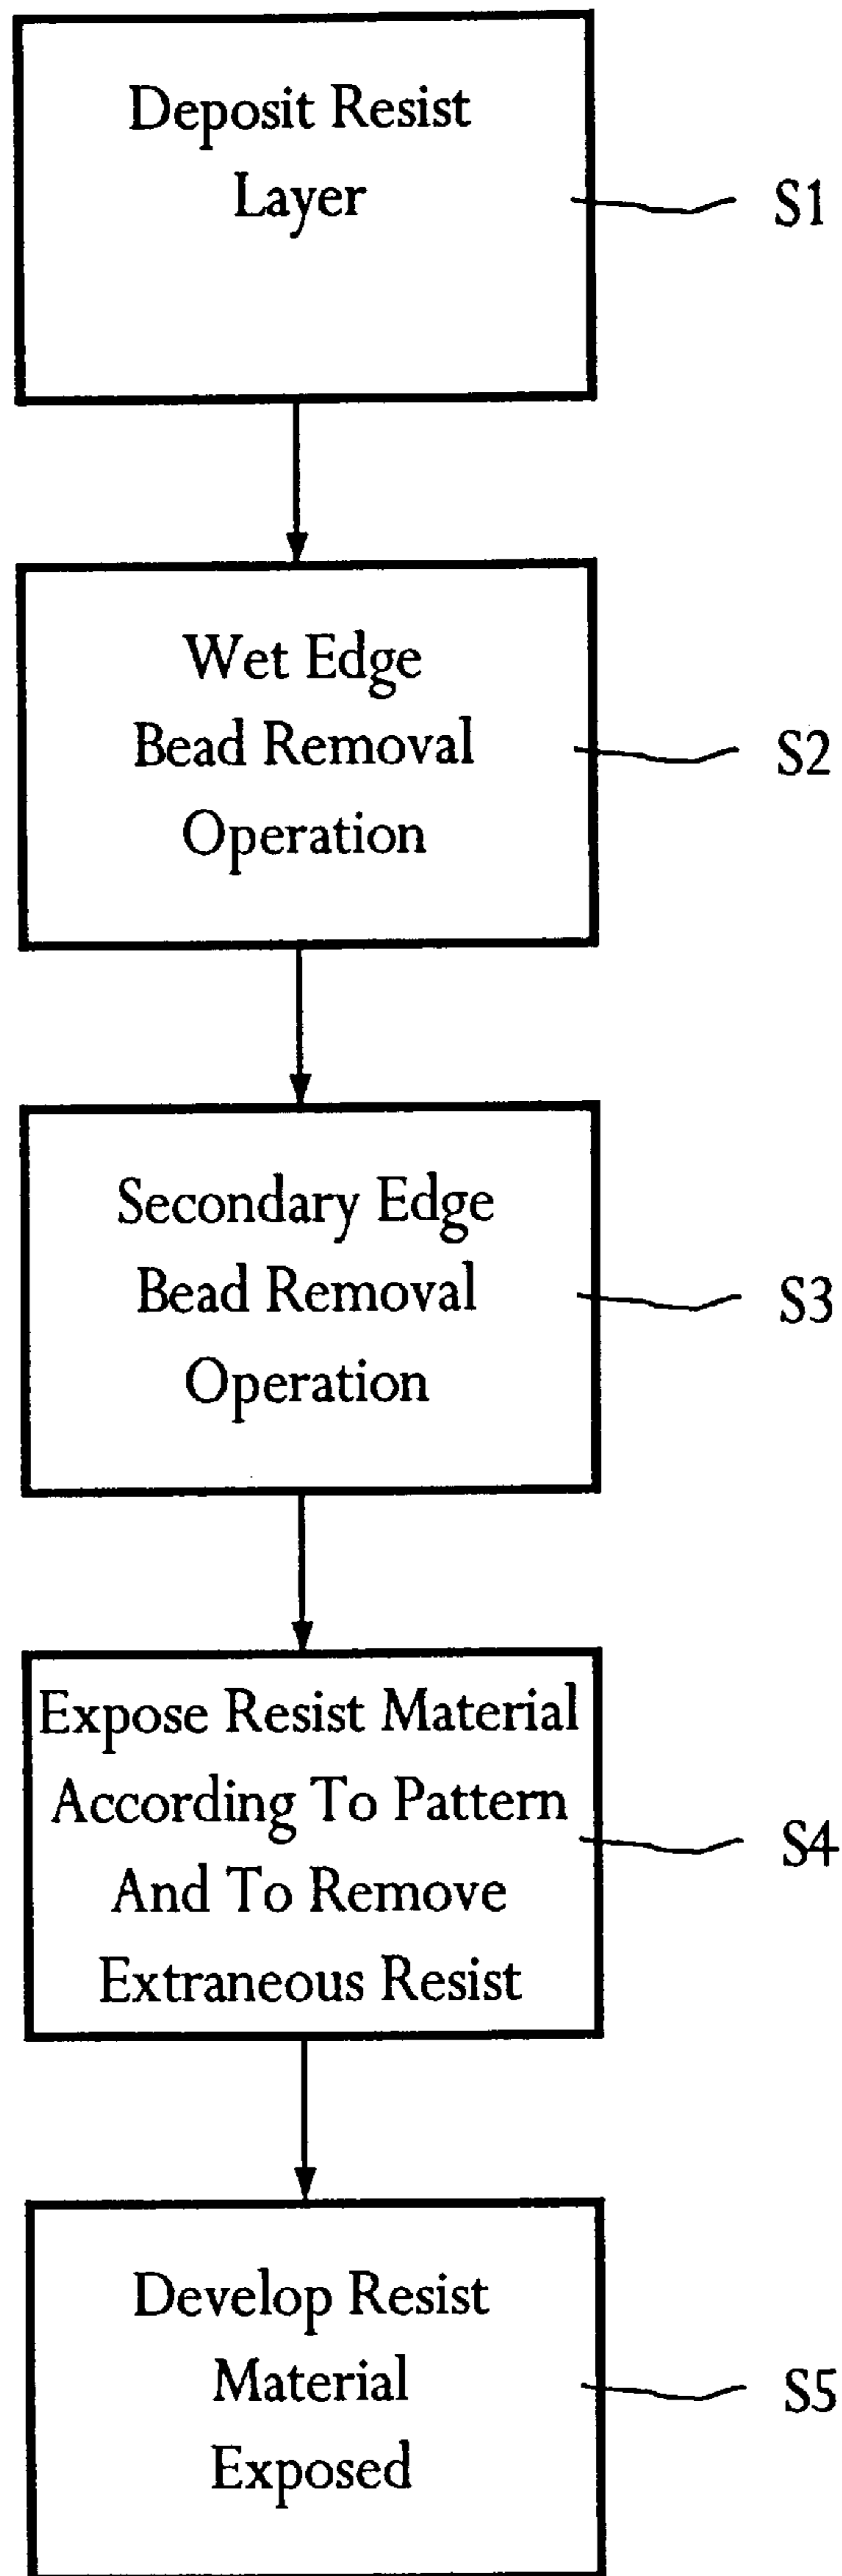 Deposit Resist
Layer
S1
Wet Edge
Bead Removal
Operation
S2
Secondary Edge
Bead Removal
Operation
S3
Expose Resist Material
According To Pattern
And To Remove
Extraneous Resist
S4
Develop Resist
Material
Exposed
S5